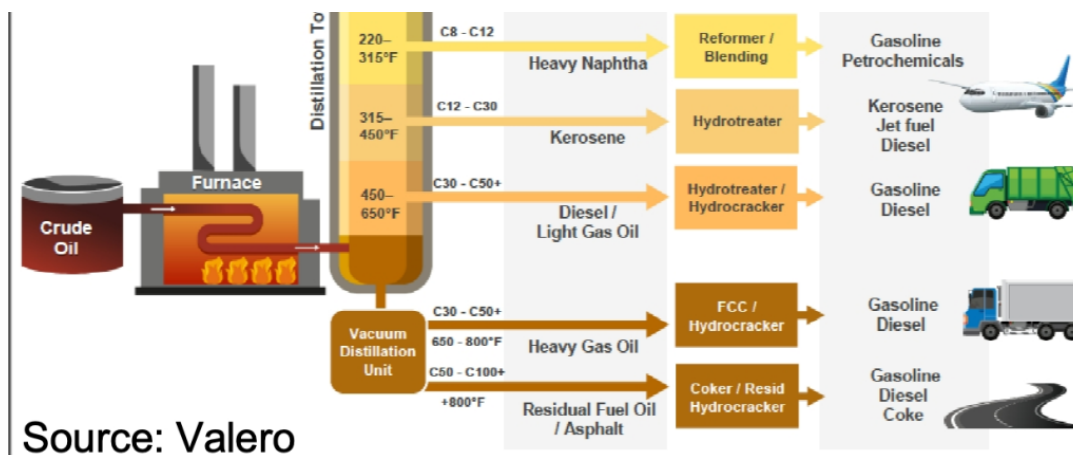 Distillation To
220–
315°F
C8 - C12
Heavy Naphtha
Reformer /
Blending
Gasoline
Petrochemicals
315–
450°F
C12 - C30
Kerosene
Hydrotreater
Kerosene
Jet fuel
Diesel
Furnace
Crude
Oil
450–
650°F
C30 - C50+
Diesel /
Light Gas Oil
Hydrotreater /
Hydrocracker
Gasoline
Diesel
Vacuum
Distillation
Unit
C30 - C50+
650 - 800°F
Heavy Gas Oil
FCC /
Hydrocracker
Gasoline
Diesel
C50 - C100+
+800°F
Residual Fuel Oil
/ Asphalt
Coker / Resid
Hydrocracker
Gasoline
Diesel
Coke
Source: Valero